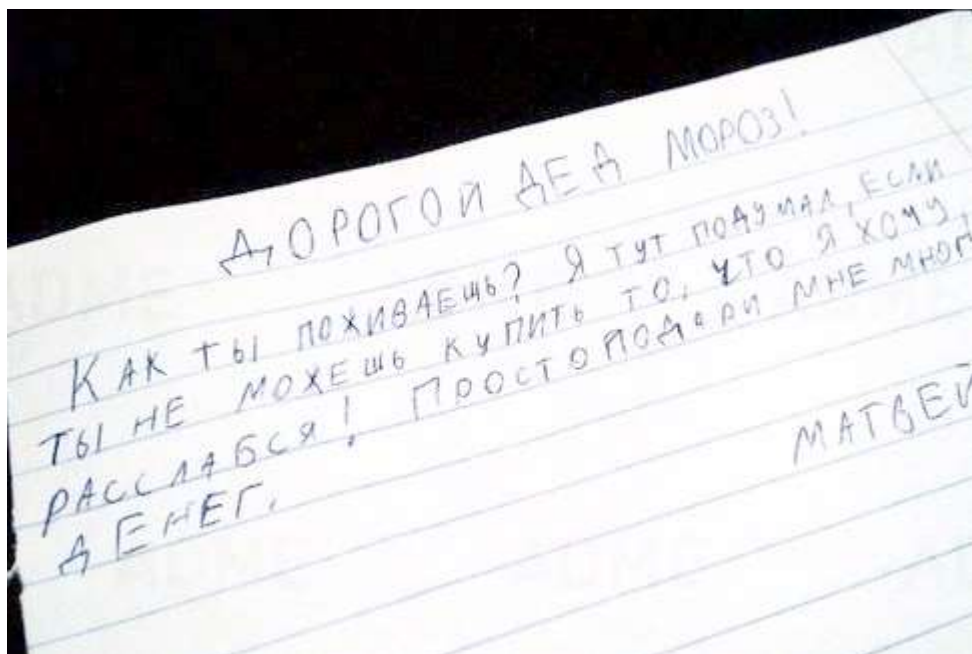 ДОРОГОЙ ДЕД МОРОЗ!
КАК ТЫ ПОЖИВАЕШЬ? Я ТУТ ПОДУМАЛ, ЕСЛИ
ТЫ НЕ МОЖЕШЬ КУПИТЬ ТО, ЧТО Я ХОЧУ,
РАССЛАБСЯ! ПРОСТО ПОДАРИ МНЕ МНОГ
ДЕНЕГ.
МАТВЕЙ